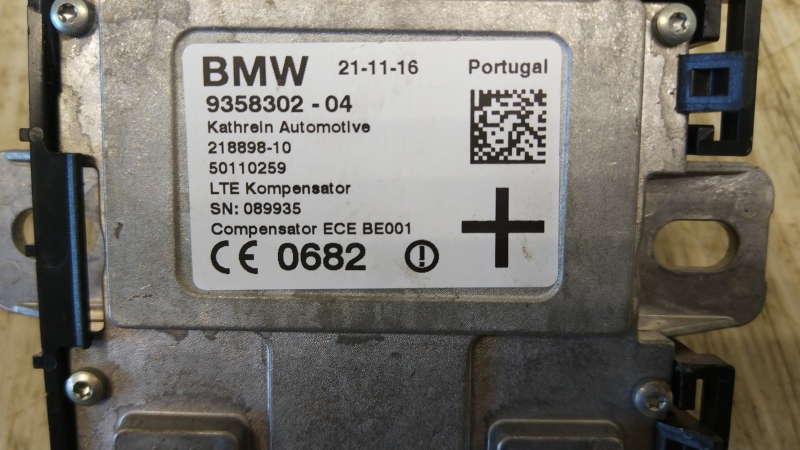 BMW 21-11-16 Portugal
9358302 - 04
Kathrein Automotive
218898-10
50110259
LTE Kompensator
SN: 089935
Compensator ECE BE001
CE 0682